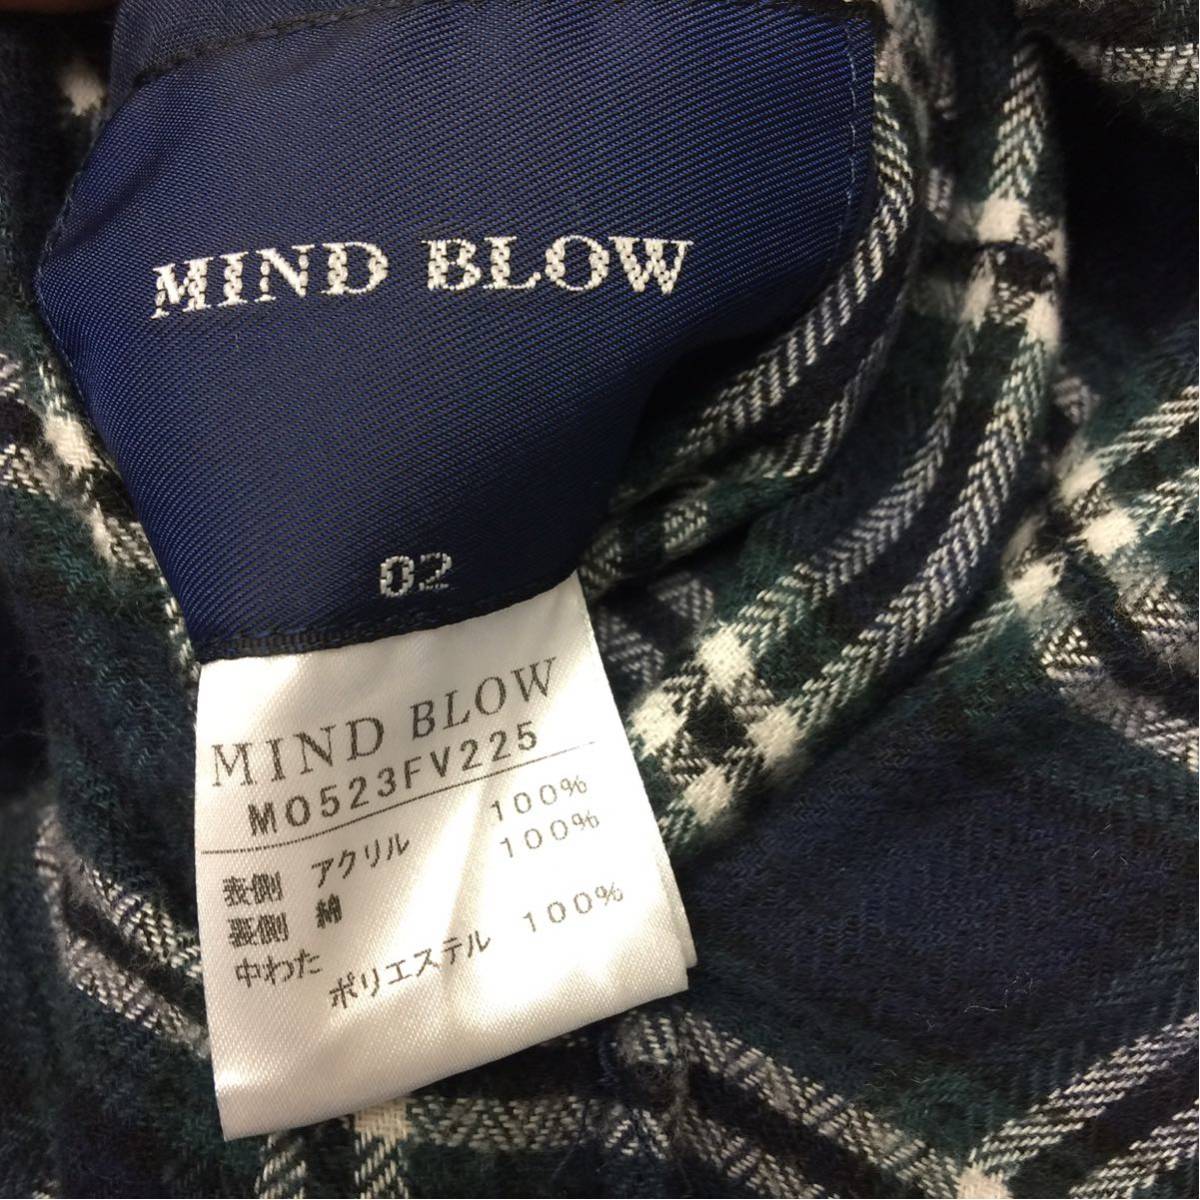 MIND BLOW
02
MIND BLOW
MO523FV225
表側 アクリル 100%
裏側 綿 100%
中わた
ポリエステル 100%